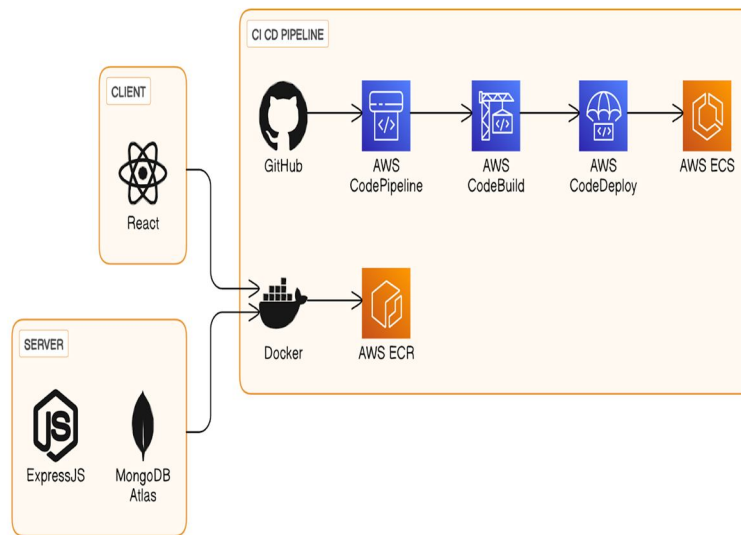 CI CD PIPELINE
CLIENT
GitHub
AWS
CodePipeline
AWS
CodeBuild
AWS
CodeDeploy
AWS ECS
React
Docker
AWS ECR
SERVER
JS
ExpressJS
MongoDB
Atlas